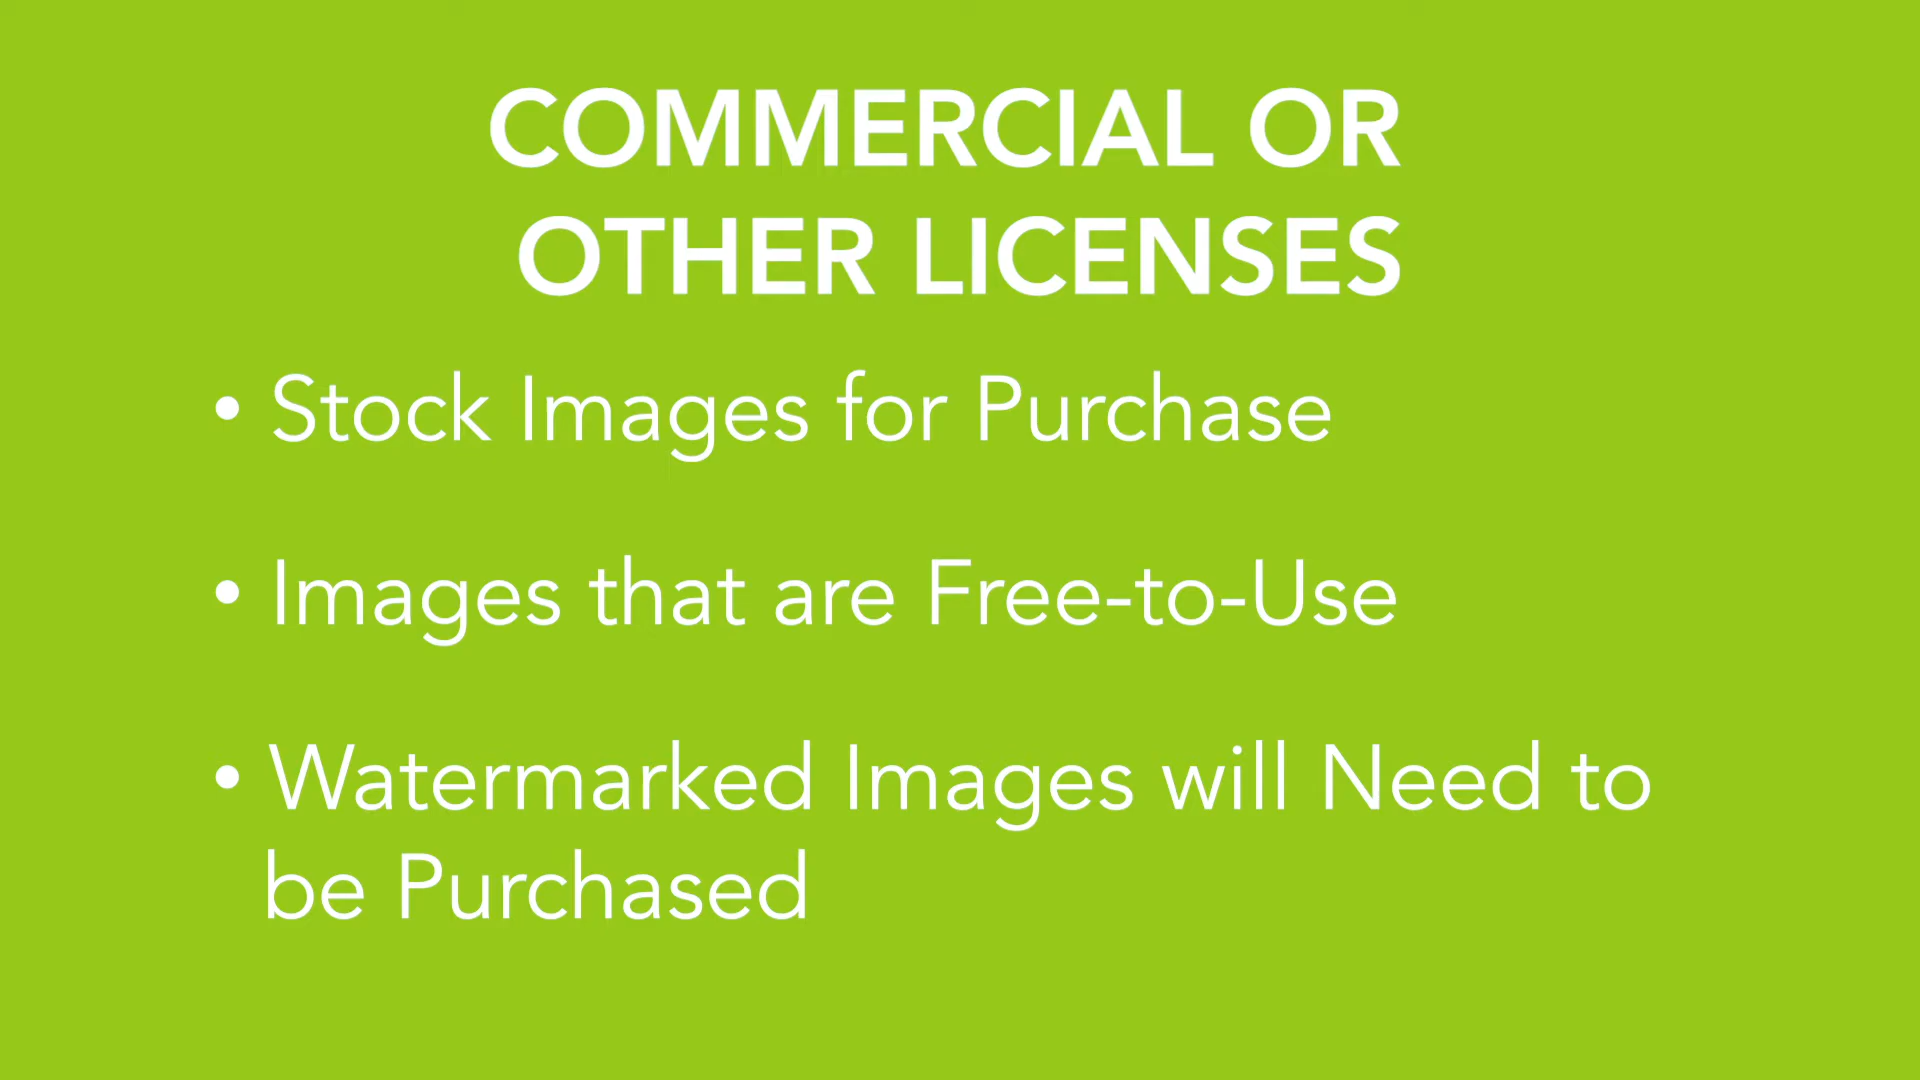 COMMERCIAL OR
OTHER LICENSES
• Stock Images for Purchase
• Images that are Free-to-Use
• Watermarked Images will Need to
be Purchased